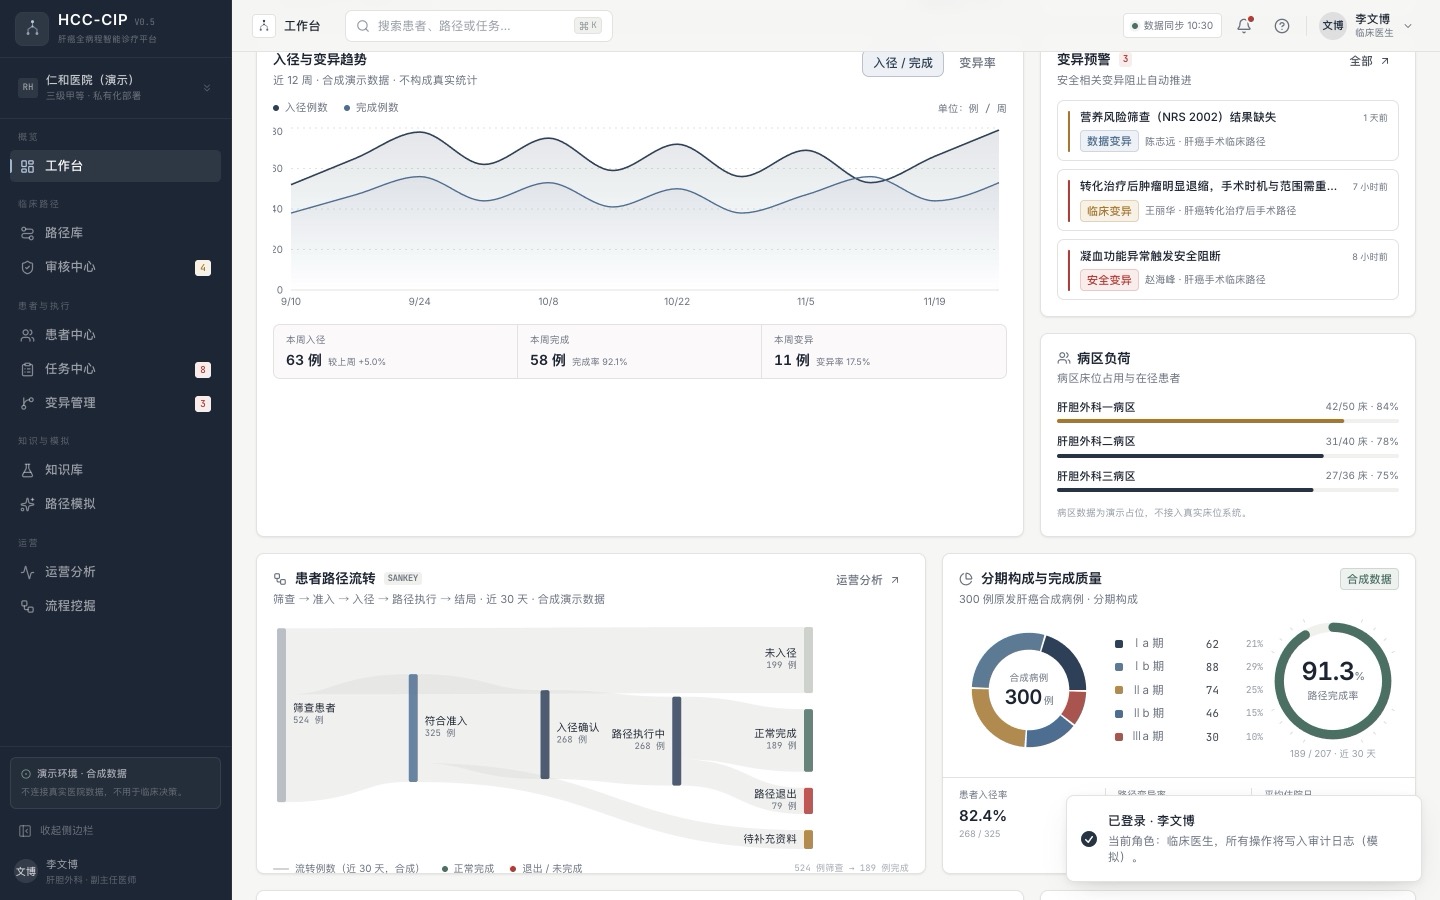 HCC-CIP V0.5
肝癌全病程智能诊疗平台
RH
仁和医院（演示）
三级甲等 · 私有化部署
概览
工作台
临床路径
路径库
审核中心 4
患者与执行
患者中心
任务中心 8
变异管理 3
知识与模拟
知识库
路径模拟
运营
运营分析
流程挖掘
演示环境 · 合成数据
不连接真实医院数据，不用于临床决策。
收起侧边栏
文博
李文博
肝胆外科 · 副主任医师
工作台
搜索患者、路径或任务...
⌘ K
数据同步 10:30
文博
李文博
临床医生
入径与变异趋势
近 12 周 · 合成演示数据 · 不构成真实统计
入径 / 完成
变异率
入径例数
完成例数
单位：例 / 周
80
60
40
20
0
9/10
9/24
10/8
10/22
11/5
11/19
本周入径
63 例 较上周 +5.0%
本周完成
58 例 完成率 92.1%
本周变异
11 例 变异率 17.5%
变异预警 3
全部
安全相关变异阻止自动推进
营养风险筛查（NRS 2002）结果缺失
1 天前
数据变异
陈志远 · 肝癌手术临床路径
转化治疗后肿瘤明显退缩，手术时机与范围需重...
7 小时前
临床变异
王丽华 · 肝癌转化治疗后手术路径
凝血功能异常触发安全阻断
8 小时前
安全变异
赵海峰 · 肝癌手术临床路径
病区负荷
病区床位占用与在径患者
肝胆外科一病区
42/50 床 · 84%
肝胆外科二病区
31/40 床 · 78%
肝胆外科三病区
27/36 床 · 75%
病区数据为演示占位，不接入真实床位系统。
患者路径流转 SANKEY
运营分析
筛查 → 准入 → 入径 → 路径执行 → 结局 · 近 30 天 · 合成演示数据
筛查患者
524 例
符合准入
325 例
入径确认
268 例
路径执行中
268 例
未入径
199 例
正常完成
189 例
路径退出
79 例
待补充资料
流转例数（近 30 天，合成）
正常完成
退出 / 未完成
524 例筛查 → 189 例完成
分期构成与完成质量
合成数据
300 例原发肝癌合成病例 · 分期构成
合成病例
300 例
Ⅰa 期 62 21%
Ⅰb 期 88 29%
Ⅱa 期 74 25%
Ⅱb 期 46 15%
Ⅲa 期 30 10%
91.3%
路径完成率
189 / 207 · 近 30 天
患者入径率
82.4%
268 / 325
路径变异率
平均住院日
已登录 · 李文博
当前角色：临床医生，所有操作将写入审计日志（模
拟）。